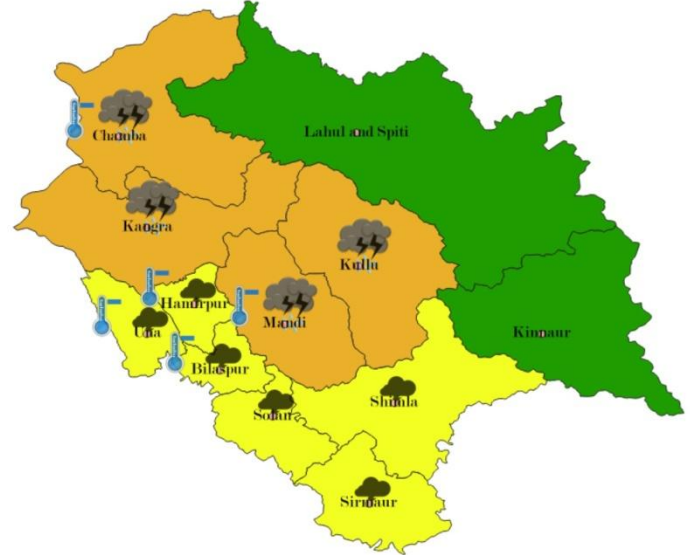 Chamba
Lahul and Spiti
Kangra
Kullu
Hamirpur
Mandi
Una
Kinnaur
Bilaspur
Shimla
Solan
Sirmaur